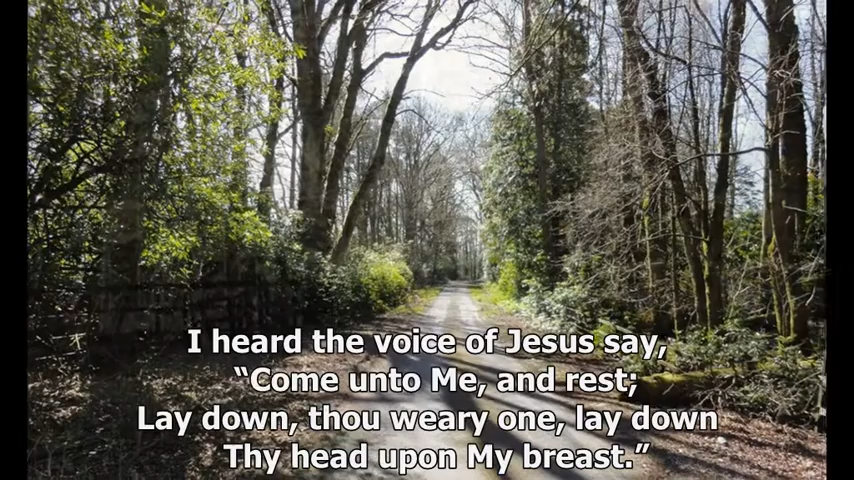 I heard the voice of Jesus say,
“Come unto Me, and rest;
Lay down, thou weary one, lay down
Thy head upon My breast.”